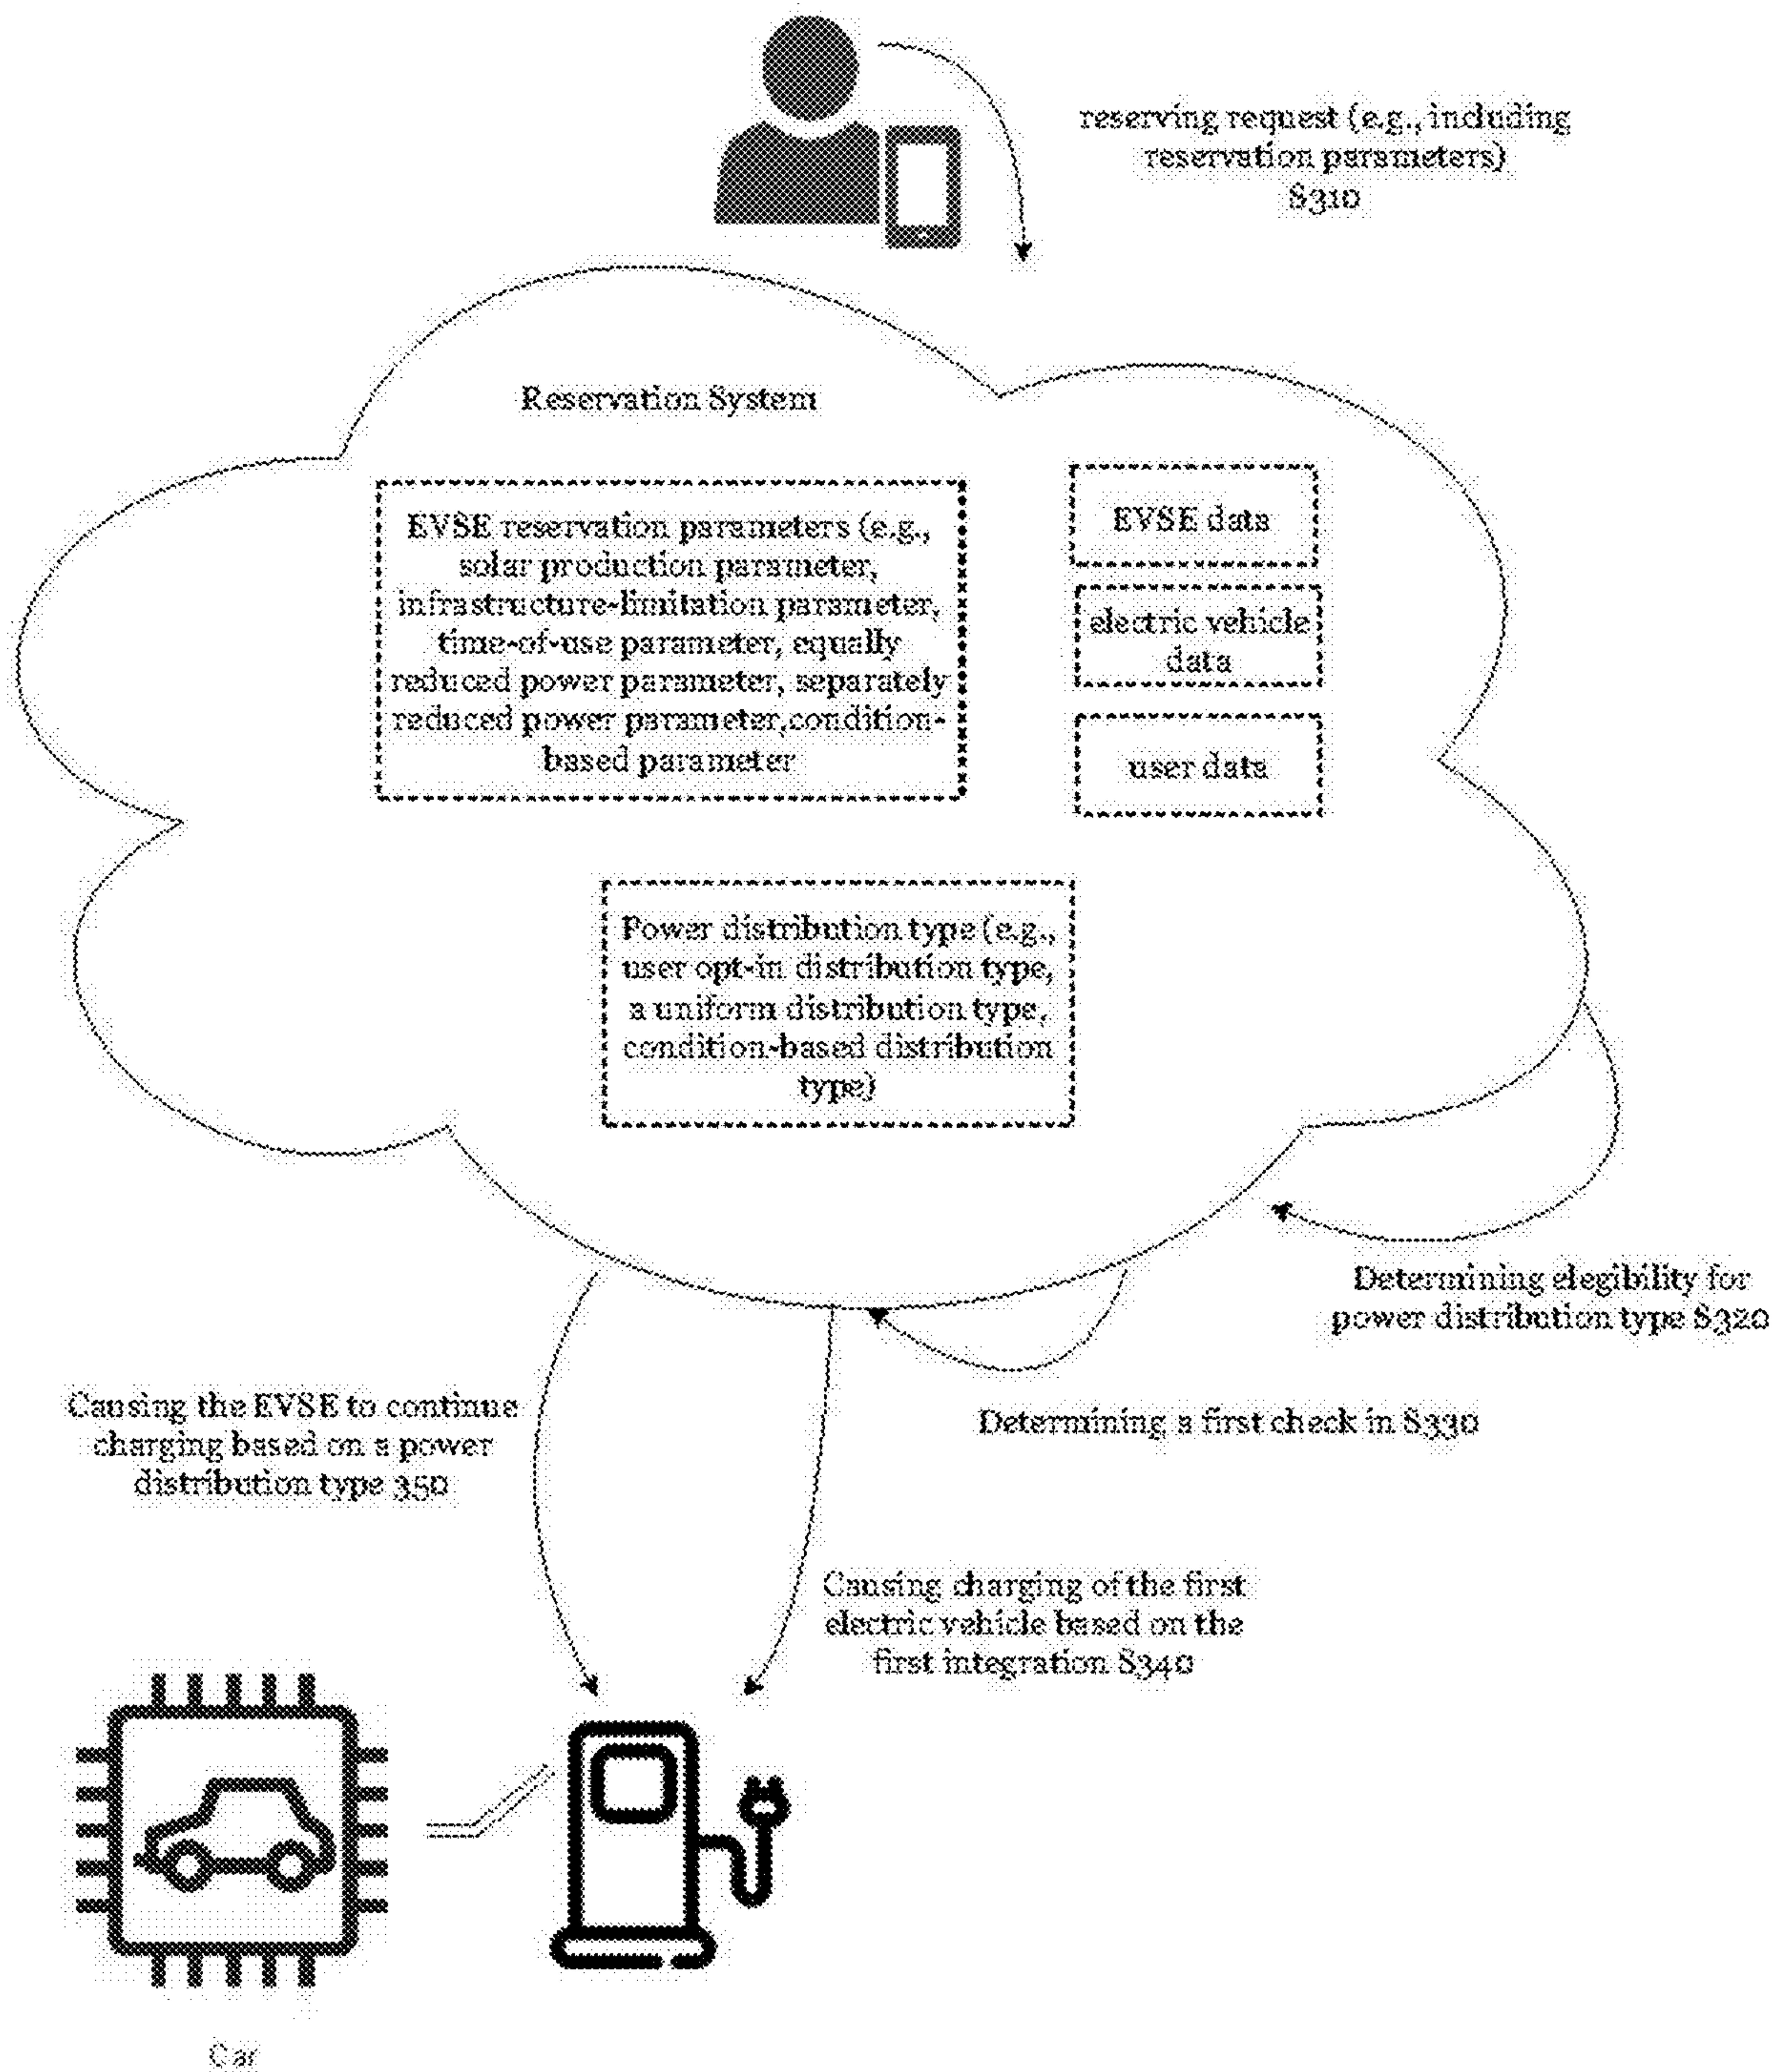 reserving request (e.g., including
reservation parameters)
S310
Reservation System
EVSE reservation parameters (e.g.,
solar production parameter,
infrastructure-limitation parameter,
time-of-use parameter, equally
reduced power parameter, separately
reduced power parameter,condition-
based parameter
EVSE data
electric vehicle
data
user data
Power distribution type (e.g.,
user opt-in distribution type,
a uniform distribution type,
condition-based distribution
type)
Determining elegibility for
power distribution type S320
Causing the EVSE to continue
charging based on a power
distribution type 350
Determining a first check in S330
Causing charging of the first
electric vehicle based on the
first integration S340
Car